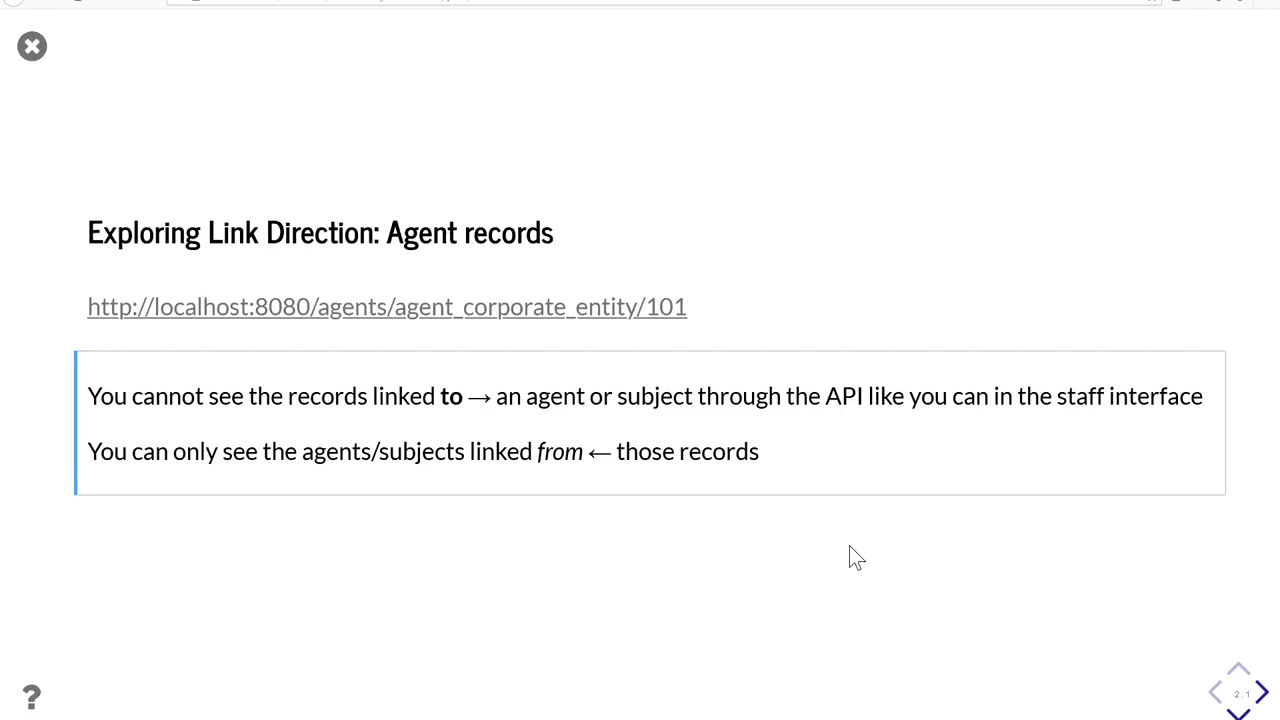 Exploring Link Direction: Agent records
http://localhost:8080/agents/agent_corporate_entity/101
You cannot see the records linked to → an agent or subject through the API like you can in the staff interface
You can only see the agents/subjects linked from ← those records
?
2.1